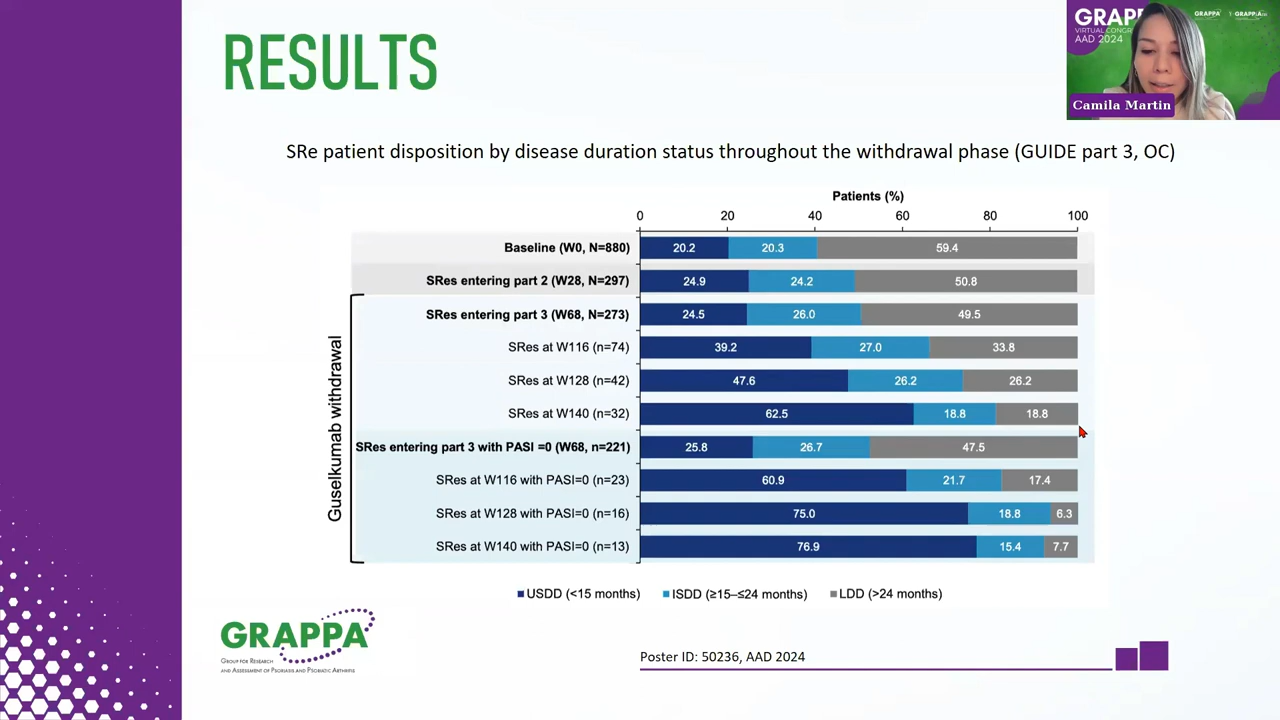 RESULTS
GRAPPA
VIRTUAL CONGR
AAD 2024
Camila Martin
SRe patient disposition by disease duration status throughout the withdrawal phase (GUIDE part 3, OC)
Patients (%)
0 20 40 60 80 100
Baseline (W0, N=880) 20.2 20.3 59.4
SRes entering part 2 (W28, N=297) 24.9 24.2 50.8
Guselkumab withdrawal
SRes entering part 3 (W68, N=273) 24.5 26.0 49.5
SRes at W116 (n=74) 39.2 27.0 33.8
SRes at W128 (n=42) 47.6 26.2 26.2
SRes at W140 (n=32) 62.5 18.8 18.8
SRes entering part 3 with PASI =0 (W68, n=221) 25.8 26.7 47.5
SRes at W116 with PASI=0 (n=23) 60.9 21.7 17.4
SRes at W128 with PASI=0 (n=16) 75.0 18.8 6.3
SRes at W140 with PASI=0 (n=13) 76.9 15.4 7.7
USDD (<15 months) ISDD (≥15–≤24 months) LDD (>24 months)
GRAPPA
GROUP FOR RESEARCH
AND ASSESSMENT OF PSORIASIS AND PSORIATIC ARTHRITIS
Poster ID: 50236, AAD 2024